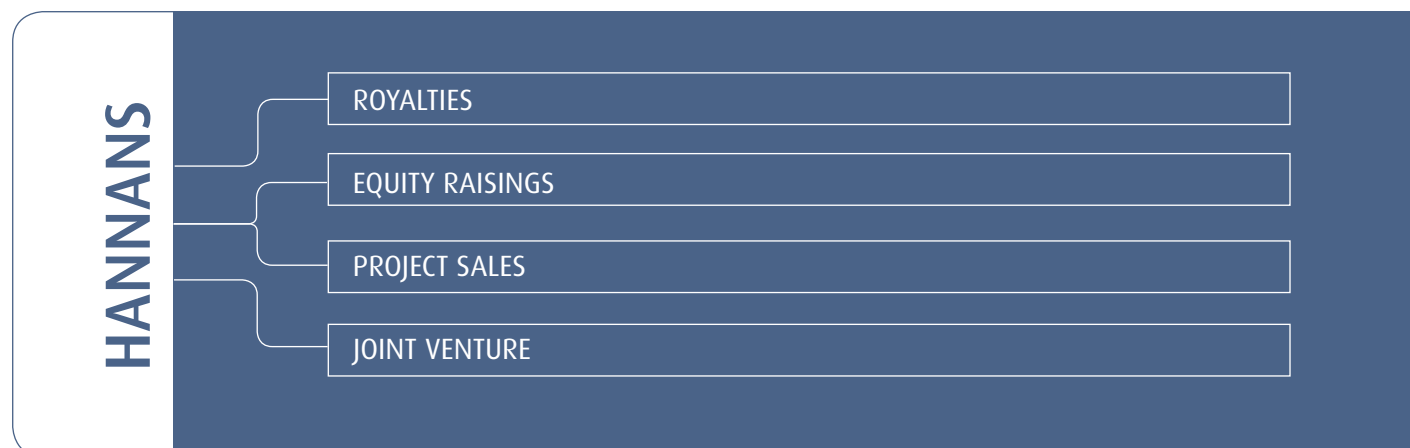 HANNANS
ROYALTIES
EQUITY RAISINGS
PROJECT SALES
JOINT VENTURE